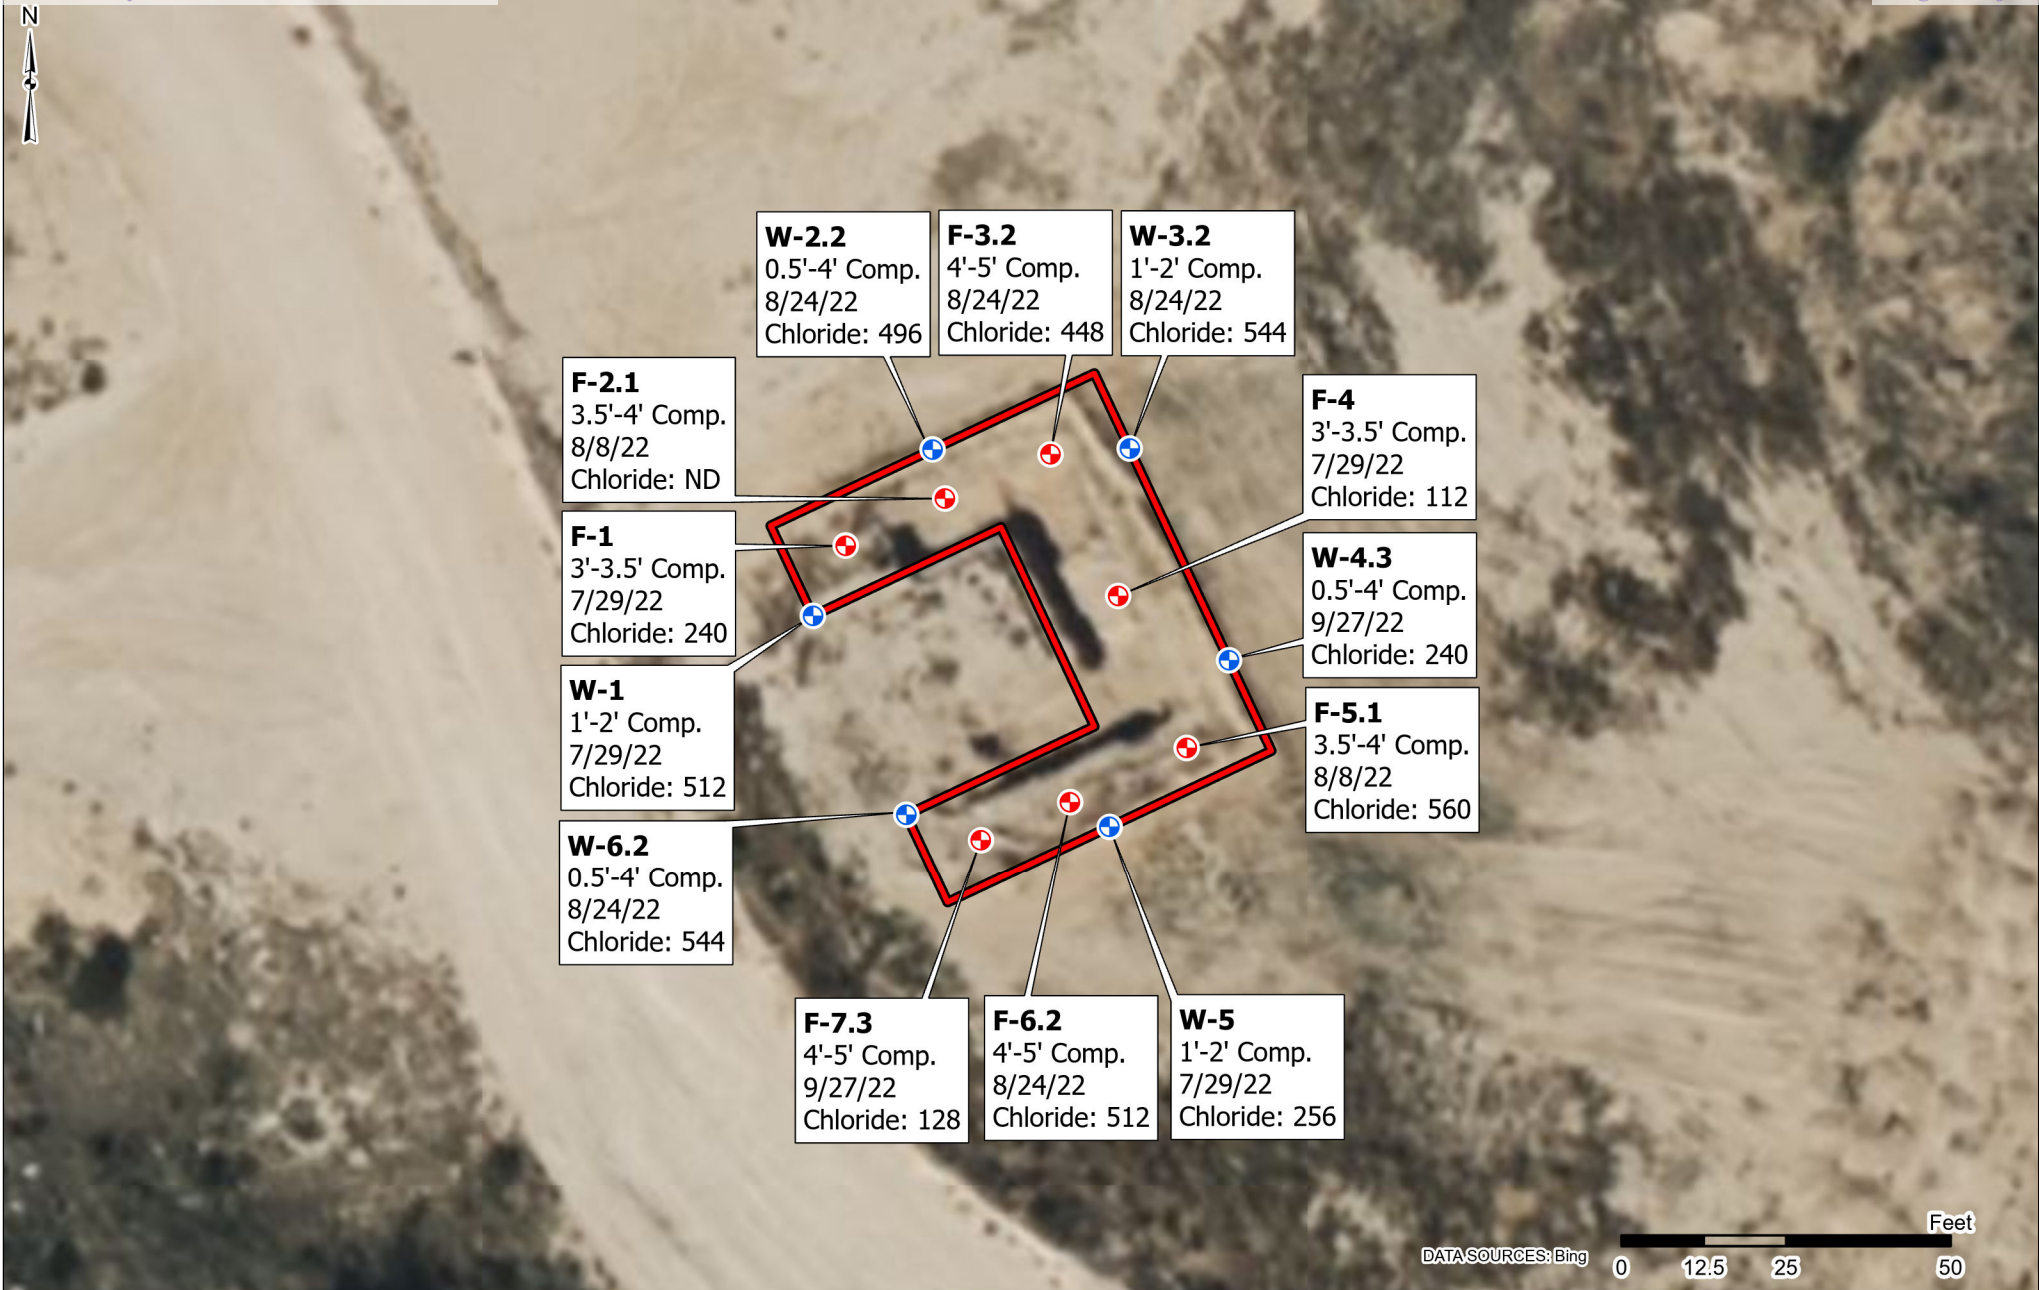 N
W-2.2
0.5'-4' Comp.
8/24/22
Chloride: 496
F-3.2
4'-5' Comp.
8/24/22
Chloride: 448
W-3.2
1'-2' Comp.
8/24/22
Chloride: 544
F-2.1
3.5'-4' Comp.
8/8/22
Chloride: ND
F-4
3'-3.5' Comp.
7/29/22
Chloride: 112
F-1
3'-3.5' Comp.
7/29/22
Chloride: 240
W-4.3
0.5'-4' Comp.
9/27/22
Chloride: 240
W-1
1'-2' Comp.
7/29/22
Chloride: 512
F-5.1
3.5'-4' Comp.
8/8/22
Chloride: 560
W-6.2
0.5'-4' Comp.
8/24/22
Chloride: 544
F-7.3
4'-5' Comp.
9/27/22
Chloride: 128
F-6.2
4'-5' Comp.
8/24/22
Chloride: 512
W-5
1'-2' Comp.
7/29/22
Chloride: 256
Feet
DATA SOURCES: Bing
0 12.5 25 50